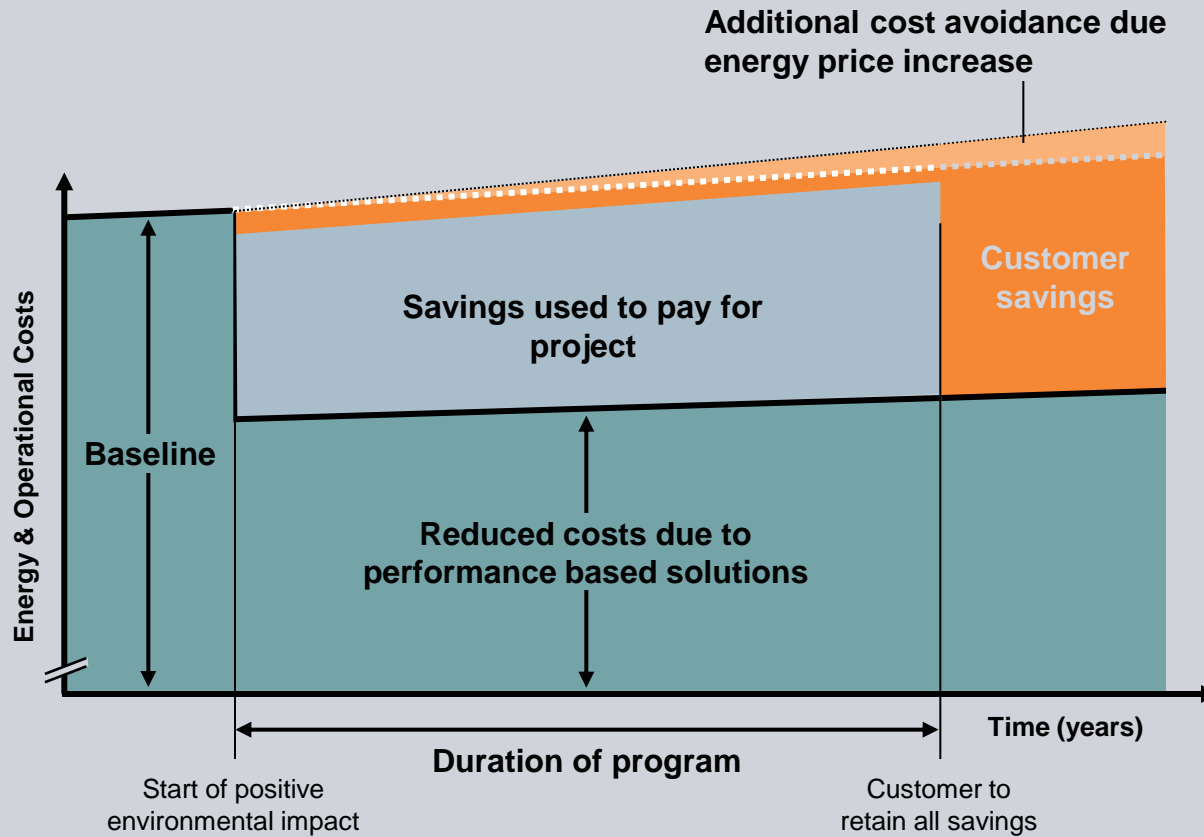 Additional cost avoidance due
energy price increase
Energy & Operational Costs
Customer
savings
Savings used to pay for
project
Baseline
Reduced costs due to
performance based solutions
Time (years)
Duration of program
Start of positive
environmental impact
Customer to
retain all savings